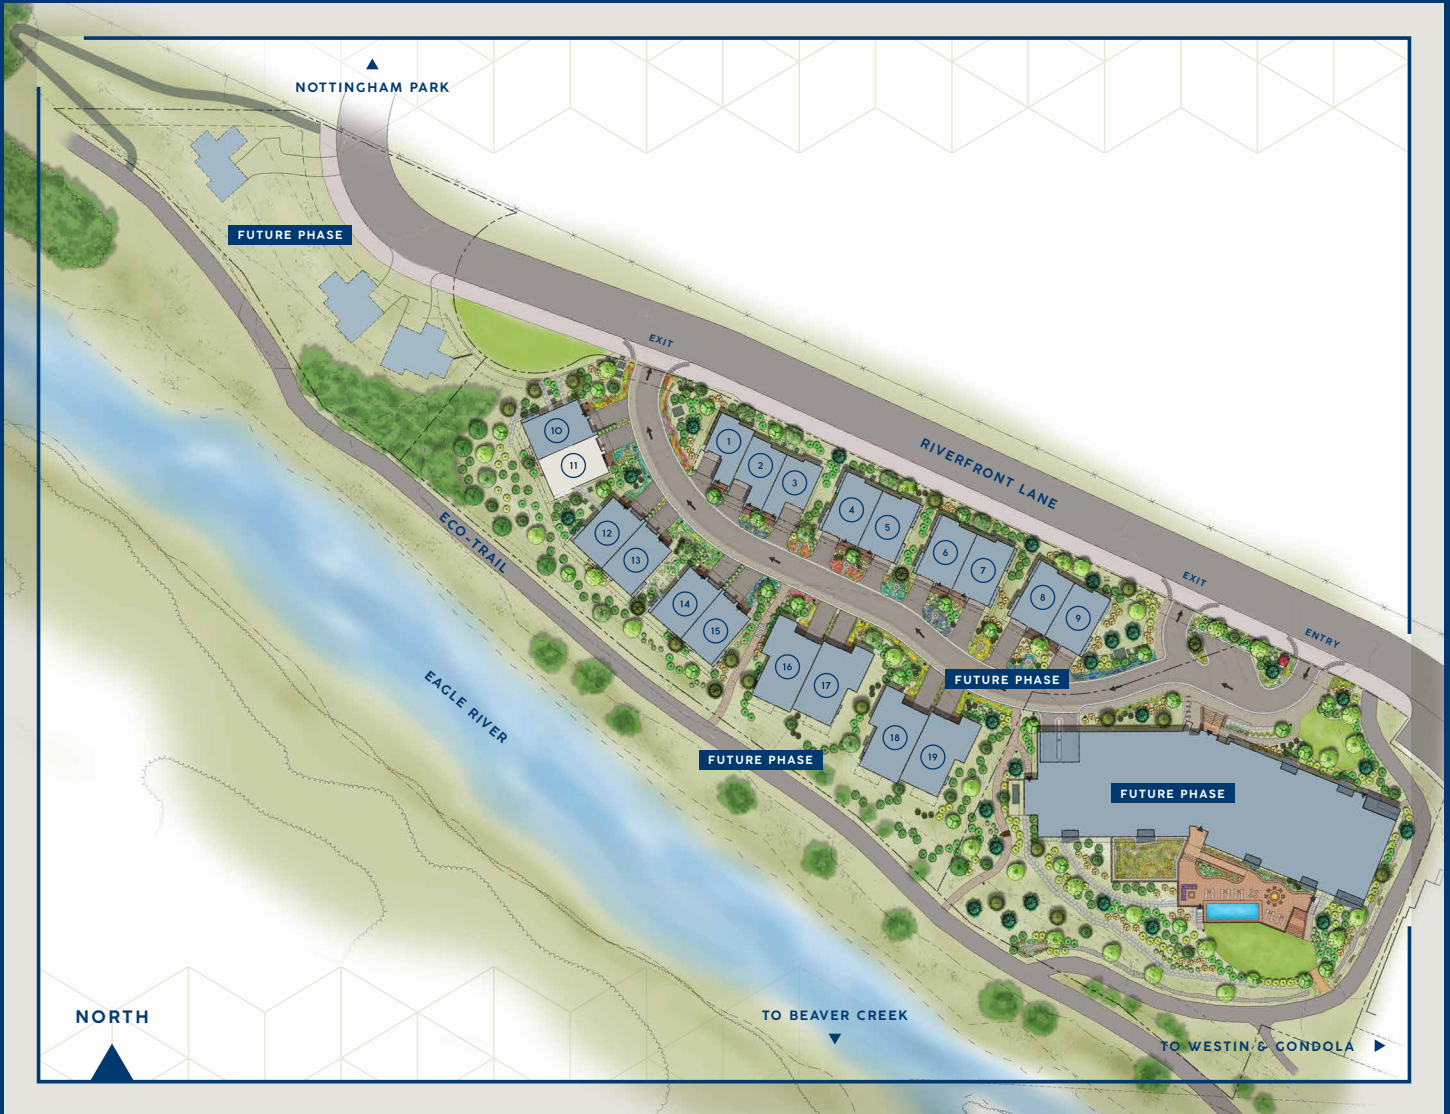 NOTTINGHAM PARK
FUTURE PHASE
EXIT
RIVERFRONT LANE
10
11
1
2
3
4
5
6
7
8
9
12
13
14
15
16
17
18
19
ECO-TRAIL
EXIT
ENTRY
FUTURE PHASE
EAGLE RIVER
FUTURE PHASE
FUTURE PHASE
NORTH
TO BEAVER CREEK
TO WESTIN & GONDOLA